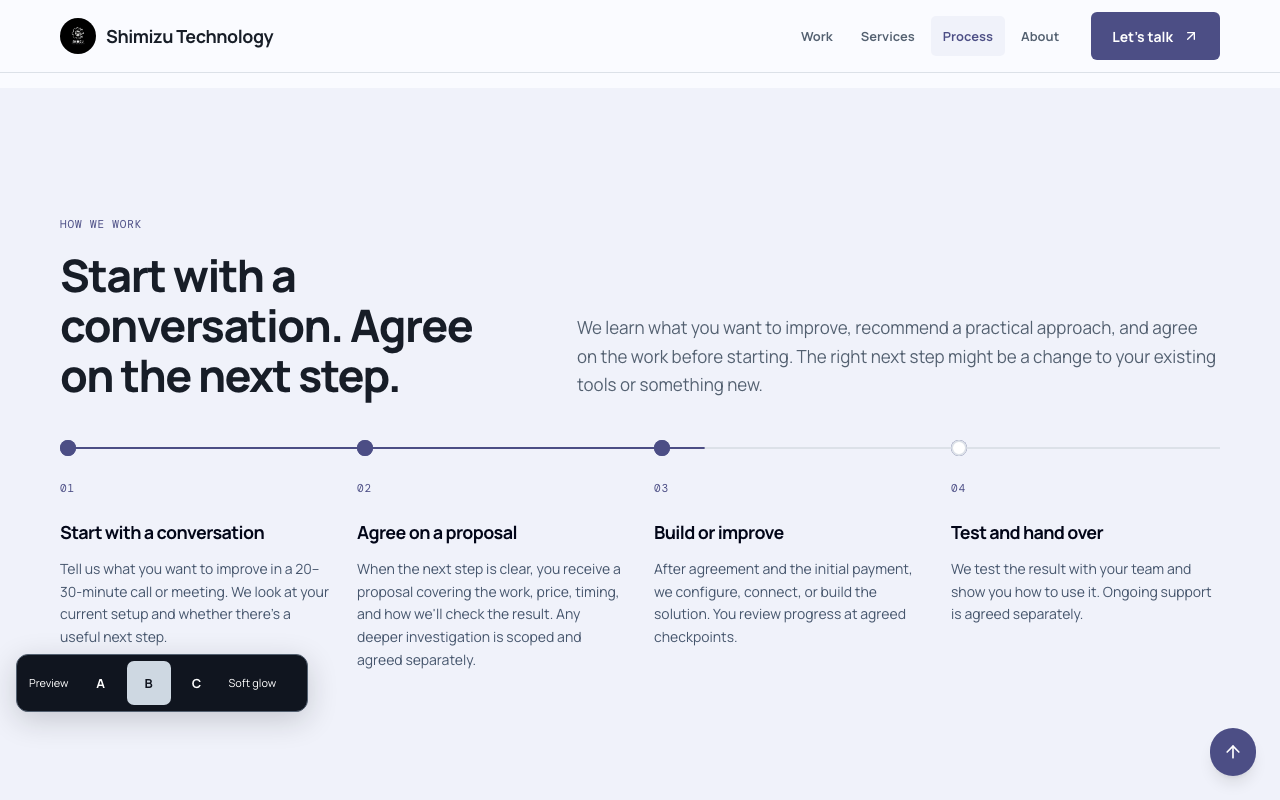 Shimizu Technology
Work
Services
Process
About
Let's talk
HOW WE WORK
Start with a
conversation. Agree
on the next step.
We learn what you want to improve, recommend a practical approach, and agree
on the work before starting. The right next step might be a change to your existing
tools or something new.
01
Start with a conversation
Tell us what you want to improve in a 20–
30-minute call or meeting. We look at your
current setup and whether there's a
useful next step.
02
Agree on a proposal
When the next step is clear, you receive a
proposal covering the work, price, timing,
and how we'll check the result. Any
deeper investigation is scoped and
agreed separately.
03
Build or improve
After agreement and the initial payment,
we configure, connect, or build the
solution. You review progress at agreed
checkpoints.
04
Test and hand over
We test the result with your team and
show you how to use it. Ongoing support
is agreed separately.
Preview
A
B
C
Soft glow